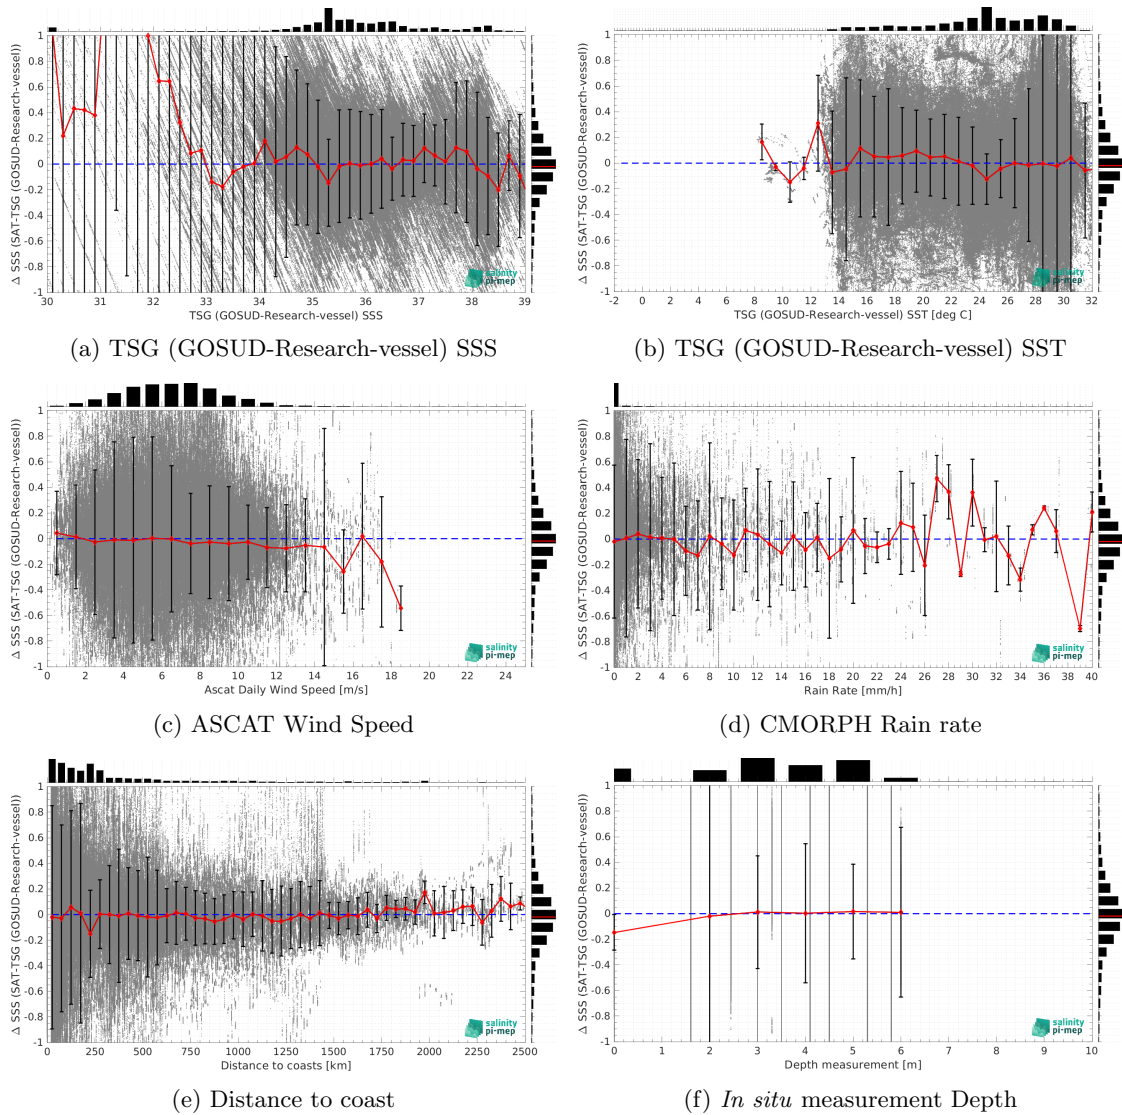 1
0.8
0.6
0.4
0.2
0
-0.2
-0.4
-0.6
-0.8
-1
Δ SSS (SAT-TSG (GOSUD-Research-vessel))
30 31 32 33 34 35 36 37 38 39
TSG (GOSUD-Research-vessel) SSS
salinity
pi-mep
(a) TSG (GOSUD-Research-vessel) SSS
1
0.8
0.6
0.4
0.2
0
-0.2
-0.4
-0.6
-0.8
-1
Δ SSS (SAT-TSG (GOSUD-Research-vessel))
-2 0 2 4 6 8 10 12 14 16 18 20 22 24 26 28 30 32
TSG (GOSUD-Research-vessel) SST [deg C]
salinity
pi-mep
(b) TSG (GOSUD-Research-vessel) SST
1
0.8
0.6
0.4
0.2
0
-0.2
-0.4
-0.6
-0.8
-1
Δ SSS (SAT-TSG (GOSUD-Research-vessel))
0 2 4 6 8 10 12 14 16 18 20 22 24
Ascat Daily Wind Speed [m/s]
salinity
pi-mep
(c) ASCAT Wind Speed
1
0.8
0.6
0.4
0.2
0
-0.2
-0.4
-0.6
-0.8
-1
Δ SSS (SAT-TSG (GOSUD-Research-vessel))
0 2 4 6 8 10 12 14 16 18 20 22 24 26 28 30 32 34 36 38 40
Rain Rate [mm/h]
salinity
pi-mep
(d) CMORPH Rain rate
1
0.8
0.6
0.4
0.2
0
-0.2
-0.4
-0.6
-0.8
-1
Δ SSS (SAT-TSG (GOSUD-Research-vessel))
0 250 500 750 1000 1250 1500 1750 2000 2250 2500
Distance to coasts [km]
salinity
pi-mep
(e) Distance to coast
1
0.8
0.6
0.4
0.2
0
-0.2
-0.4
-0.6
-0.8
-1
Δ SSS (SAT-TSG (GOSUD-Research-vessel))
0 1 2 3 4 5 6 7 8 9 10
Depth measurement [m]
salinity
pi-mep
(f) In situ measurement Depth